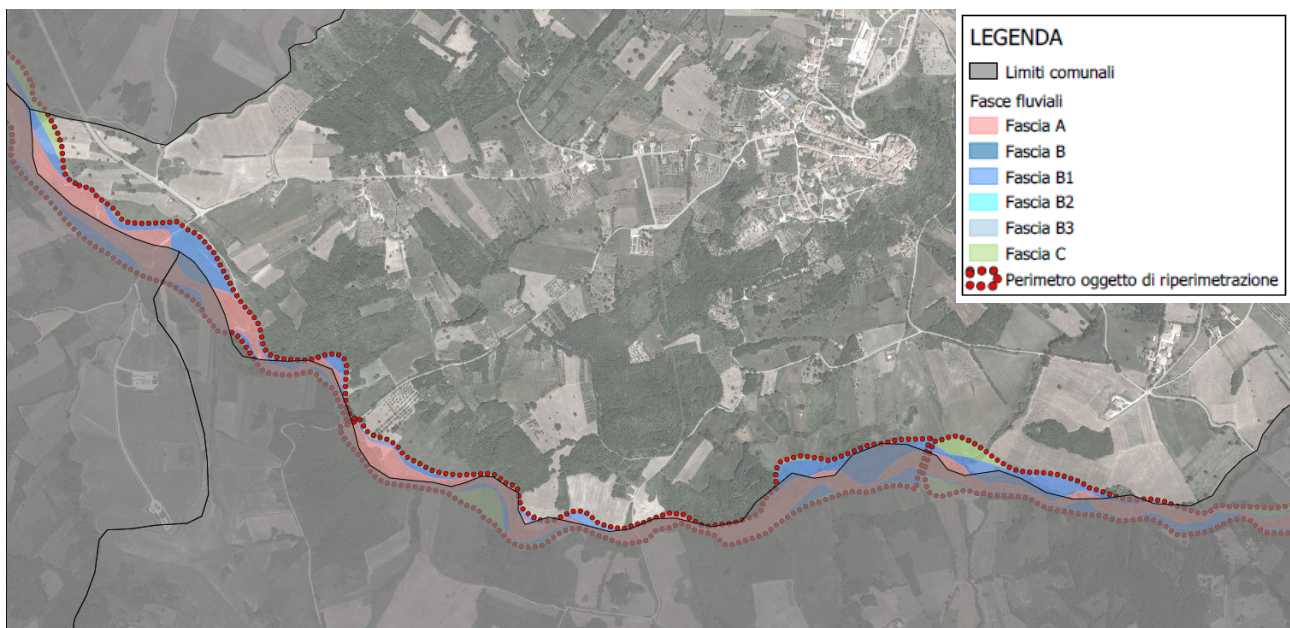 LEGENDA
Limiti comunali
Fasce fluviali
Fascia A
Fascia B
Fascia B1
Fascia B2
Fascia B3
Fascia C
Perimetro oggetto di riperimetrazione